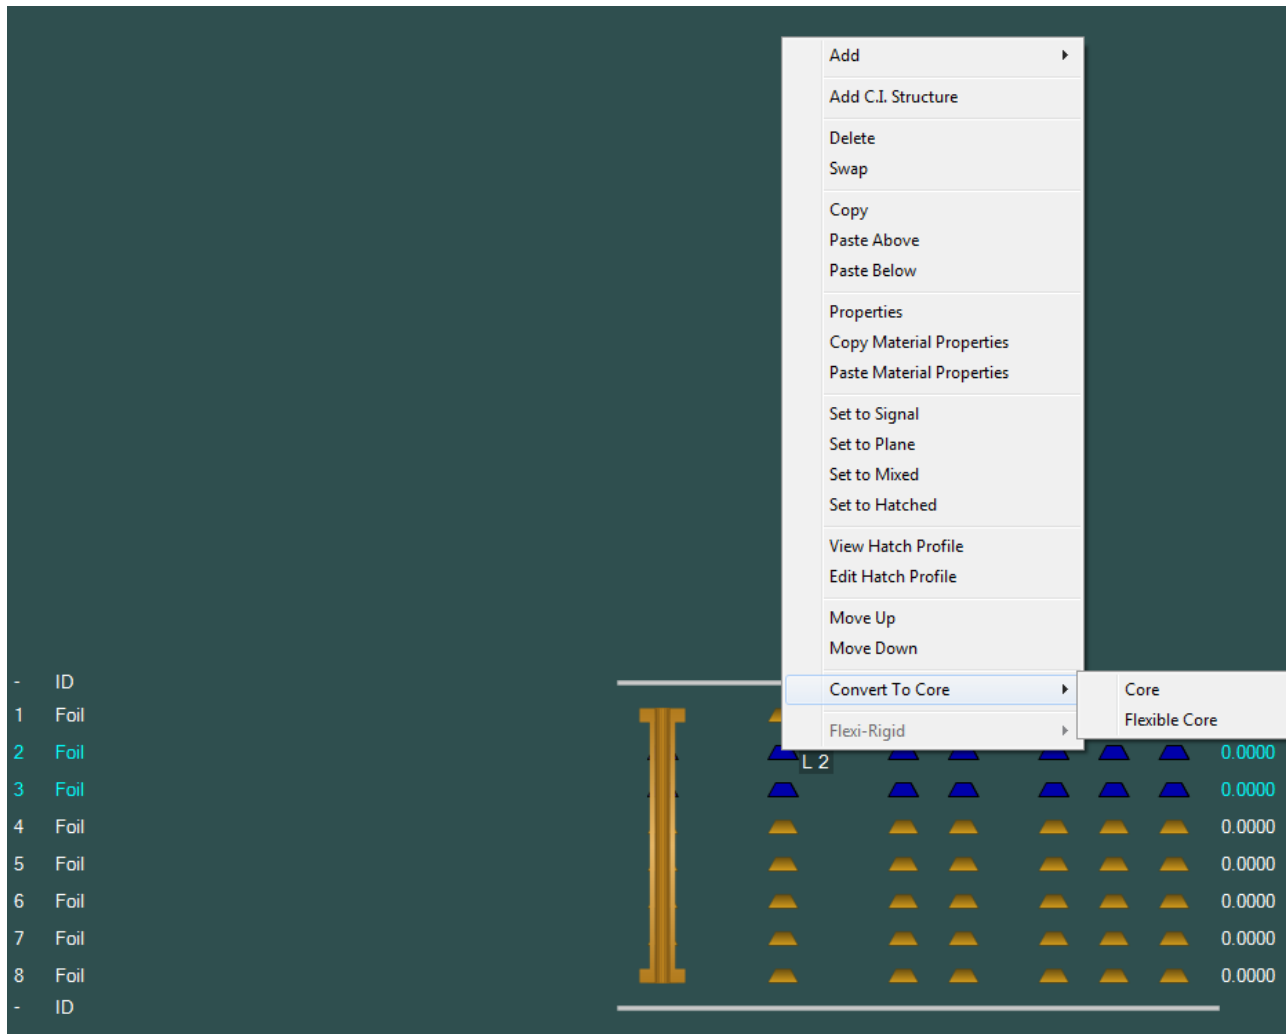 Add
Add C.I. Structure
Delete
Swap
Copy
Paste Above
Paste Below
Properties
Copy Material Properties
Paste Material Properties
Set to Signal
Set to Plane
Set to Mixed
Set to Hatched
View Hatch Profile
Edit Hatch Profile
Move Up
Move Down
Convert To Core
Core
Flexible Core
Flexi-Rigid
- ID
1 Foil
2 Foil L 2 0.0000
3 Foil 0.0000
4 Foil 0.0000
5 Foil 0.0000
6 Foil 0.0000
7 Foil 0.0000
8 Foil 0.0000
- ID